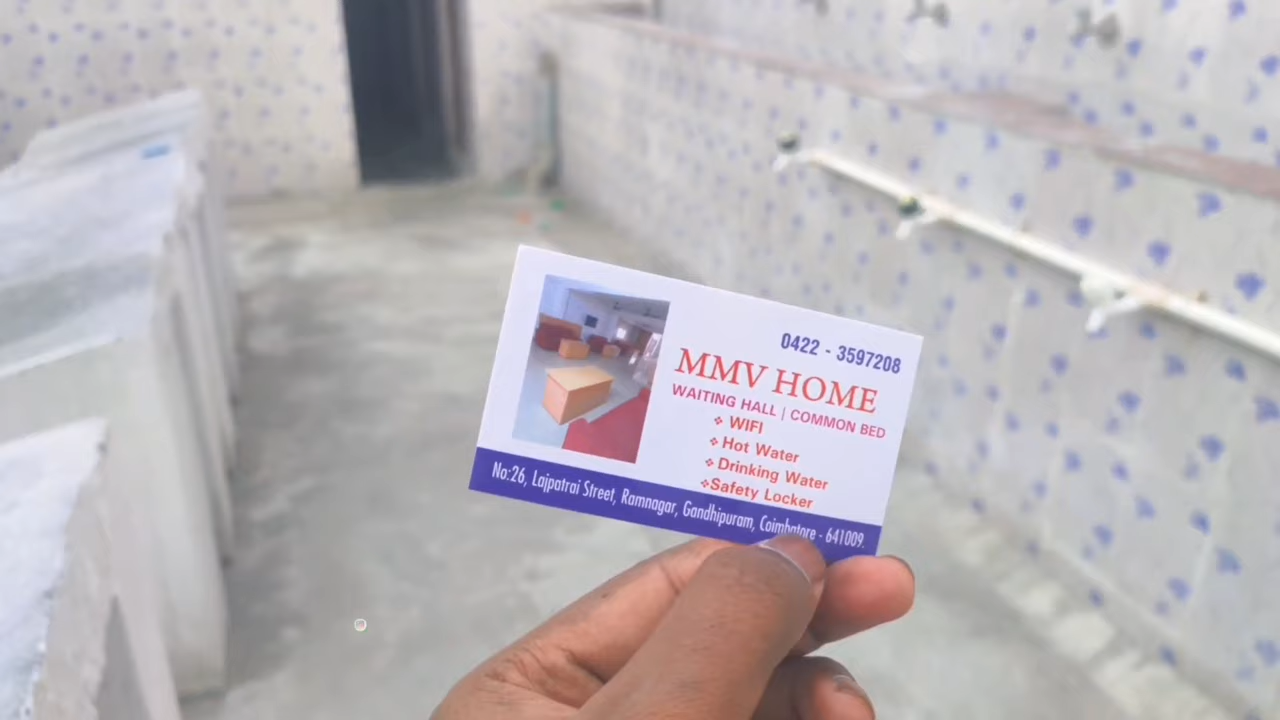 0422 - 3597208
MMV HOME
WAITING HALL | COMMON BED
❖ WIFI
❖ Hot Water
❖ Drinking Water
❖Safety Locker
No:26, Lajpatrai Street, Ramnagar, Gandhipuram, Coimbatore - 641009.